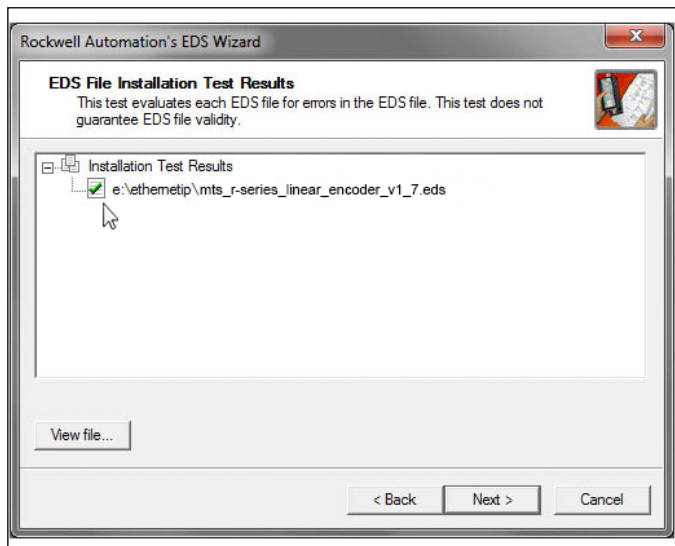 Rockwell Automation's EDS Wizard
EDS File Installation Test Results
This test evaluates each EDS file for errors in the EDS file. This test does not
guarantee EDS file validity.
Installation Test Results
e:\ethernetip\mts_r-series_linear_encoder_v1_7.eds
View file...
< Back
Next >
Cancel